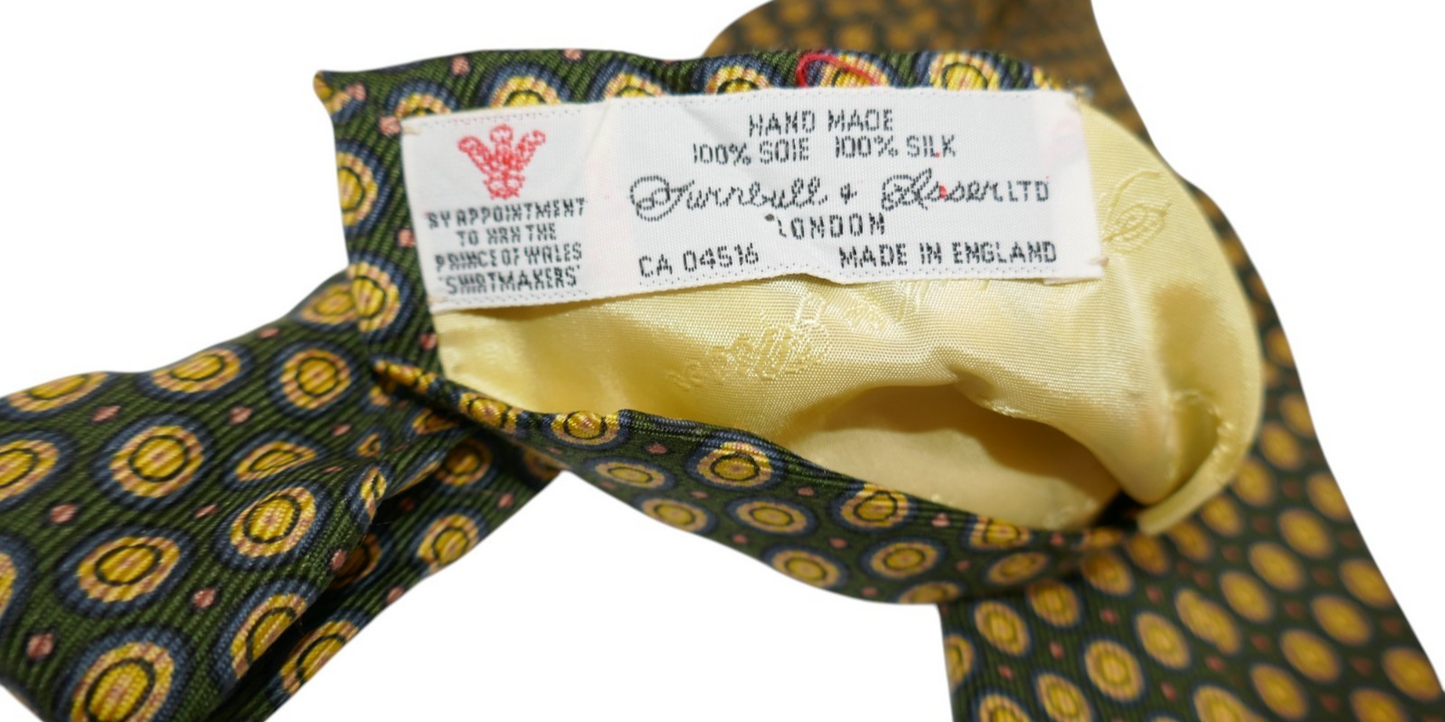 BY APPOINTMENT
TO HRH THE
PRINCE OF WALES
SHIRTMAKERS
HAND MADE
100% SOIE 100% SILK
Turnbull & Asser LTD
LONDON
CA 04516 MADE IN ENGLAND